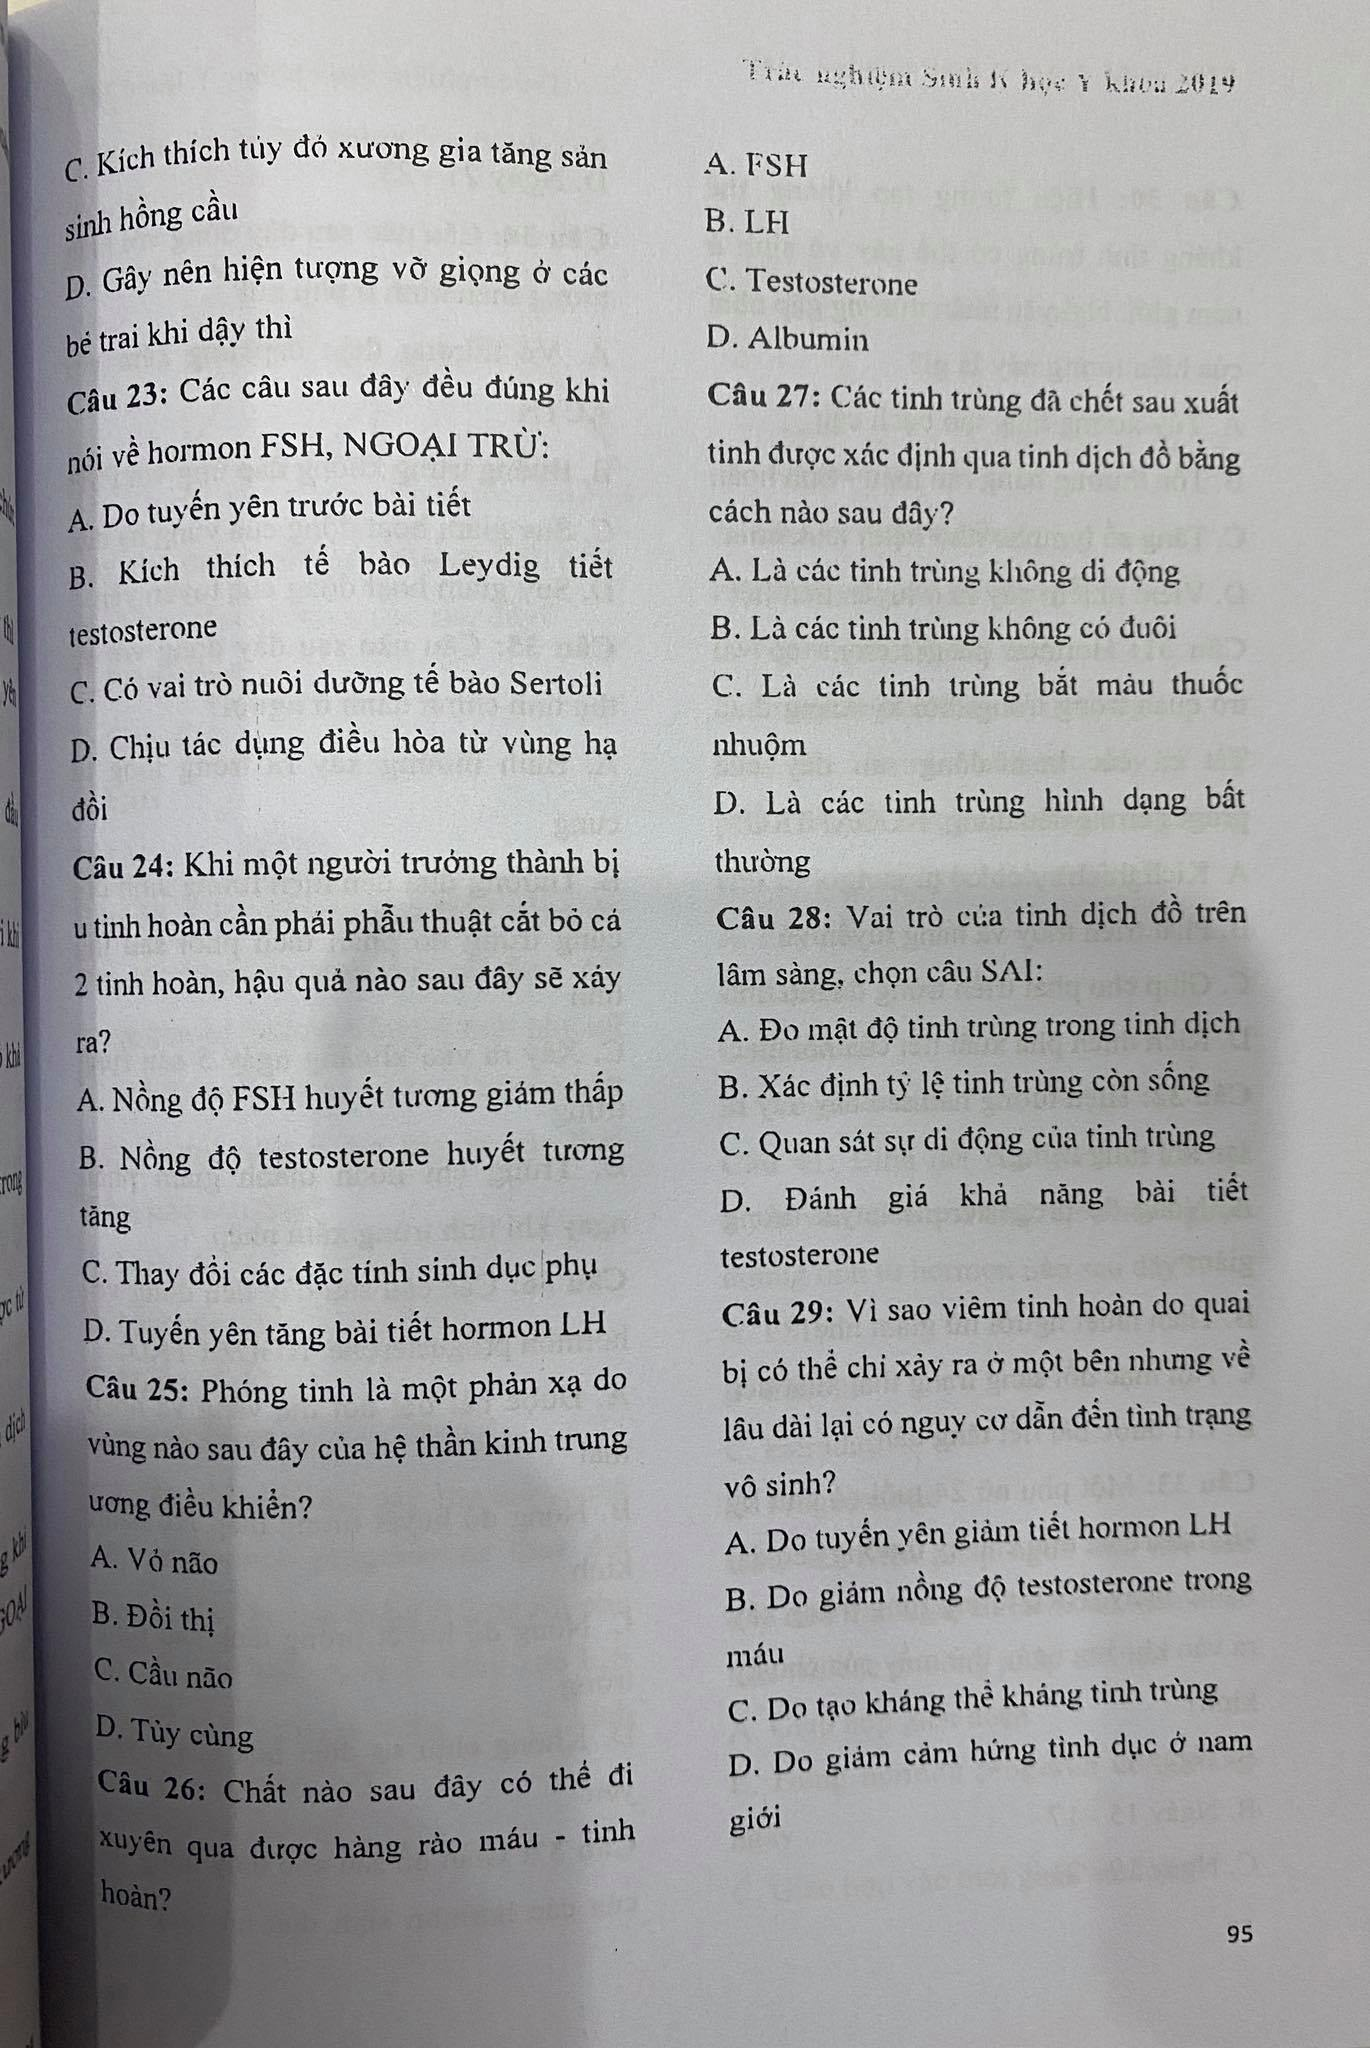 Trắc nghiệm Sinh lý học Y khoa 2019
C. Kích thích tủy đỏ xương gia tăng sản
sinh hồng cầu
D. Gây nên hiện tượng vỡ giọng ở các
bé trai khi dậy thì
Câu 23: Các câu sau đây đều đúng khi
nói về hormon FSH, NGOẠI TRỪ:
A. Do tuyến yên trước bài tiết
B. Kích thích tế bào Leydig tiết
testosterone
C. Có vai trò nuôi dưỡng tế bào Sertoli
D. Chịu tác dụng điều hòa từ vùng hạ
đồi
Câu 24: Khi một người trưởng thành bị
u tinh hoàn cần phải phẫu thuật cắt bỏ cả
2 tinh hoàn, hậu quả nào sau đây sẽ xảy
ra?
A. Nồng độ FSH huyết tương giảm thấp
B. Nồng độ testosterone huyết tương
tăng
C. Thay đổi các đặc tính sinh dục phụ
D. Tuyến yên tăng bài tiết hormon LH
Câu 25: Phóng tinh là một phản xạ do
vùng nào sau đây của hệ thần kinh trung
ương điều khiển?
A. Vỏ não
B. Đồi thị
C. Cầu não
D. Tủy cùng
Câu 26: Chất nào sau đây có thể đi
xuyên qua được hàng rào máu - tinh
hoàn?
A. FSH
B. LH
C. Testosterone
D. Albumin
Câu 27: Các tinh trùng đã chết sau xuất
tinh được xác định qua tinh dịch đồ bằng
cách nào sau đây?
A. Là các tinh trùng không di động
B. Là các tinh trùng không có đuôi
C. Là các tinh trùng bắt màu thuốc
nhuộm
D. Là các tinh trùng hình dạng bất
thường
Câu 28: Vai trò của tinh dịch đồ trên
lâm sàng, chọn câu SAI:
A. Đo mật độ tinh trùng trong tinh dịch
B. Xác định tỷ lệ tinh trùng còn sống
C. Quan sát sự di động của tinh trùng
D. Đánh giá khả năng bài tiết
testosterone
Câu 29: Vì sao viêm tinh hoàn do quai
bị có thể chỉ xảy ra ở một bên nhưng về
lâu dài lại có nguy cơ dẫn đến tình trạng
vô sinh?
A. Do tuyến yên giảm tiết hormon LH
B. Do giảm nồng độ testosterone trong
máu
C. Do tạo kháng thể kháng tinh trùng
D. Do giảm cảm hứng tình dục ở nam
giới
95